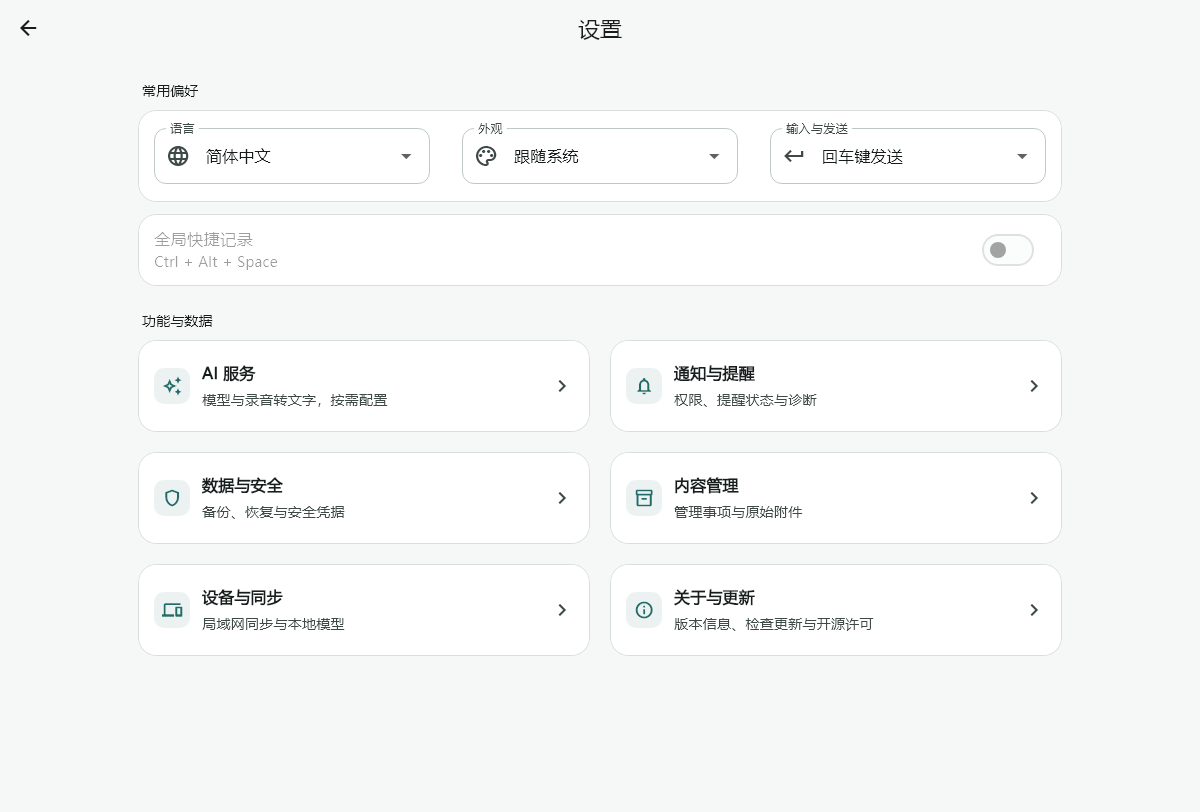 设置
常用偏好
语言
简体中文
外观
跟随系统
输入与发送
回车键发送
全局快捷记录
Ctrl + Alt + Space
功能与数据
AI 服务
模型与录音转文字，按需配置
通知与提醒
权限、提醒状态与诊断
数据与安全
备份、恢复与安全凭据
内容管理
管理事项与原始附件
设备与同步
局域网同步与本地模型
关于与更新
版本信息、检查更新与开源许可